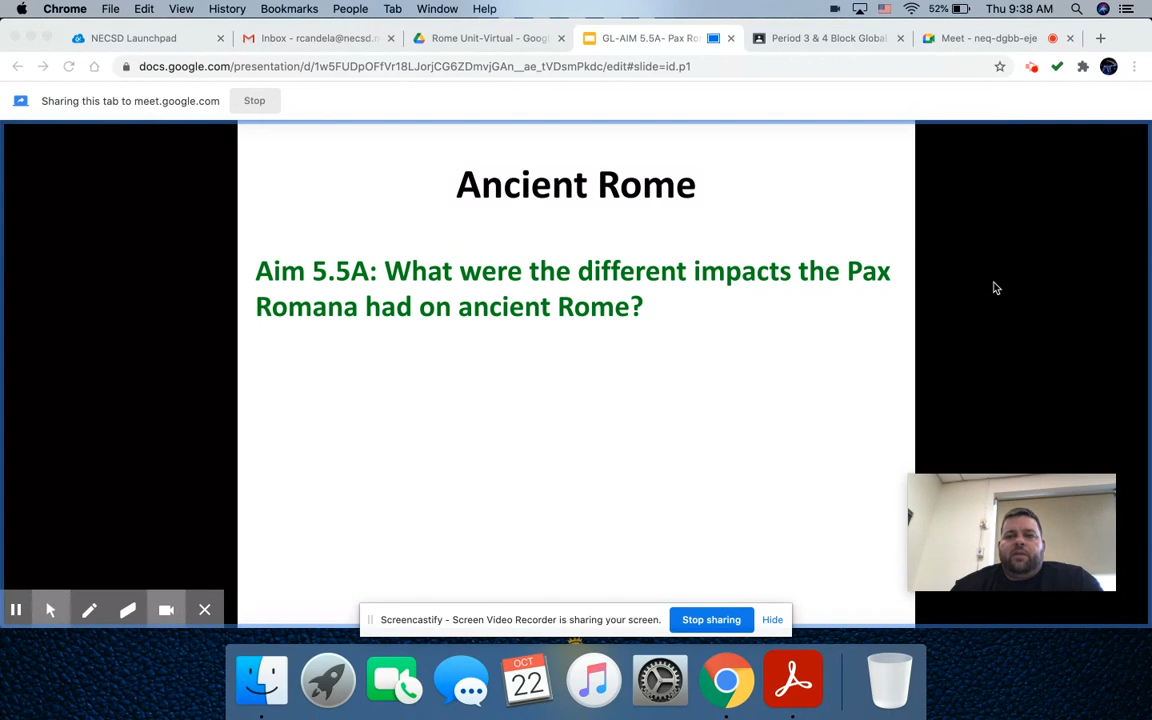 Chrome File Edit View History Bookmarks People Tab Window Help 52% Thu 9:38 AM
NECSD Launchpad Inbox - rcandela@necsd.n Rome Unit-Virtual - Googl GL-AIM 5.5A- Pax Ro Period 3 & 4 Block Global Meet - neq-dgbb-eje
docs.google.com/presentation/d/1w5FUDpOFfVr18LJorjCG6ZDmvjGAn__ae_tVDsmPkdc/edit#slide=id.p1
Sharing this tab to meet.google.com Stop
Ancient Rome
Aim 5.5A: What were the different impacts the Pax
Romana had on ancient Rome?
Screencastify - Screen Video Recorder is sharing your screen. Stop sharing Hide
OCT
22